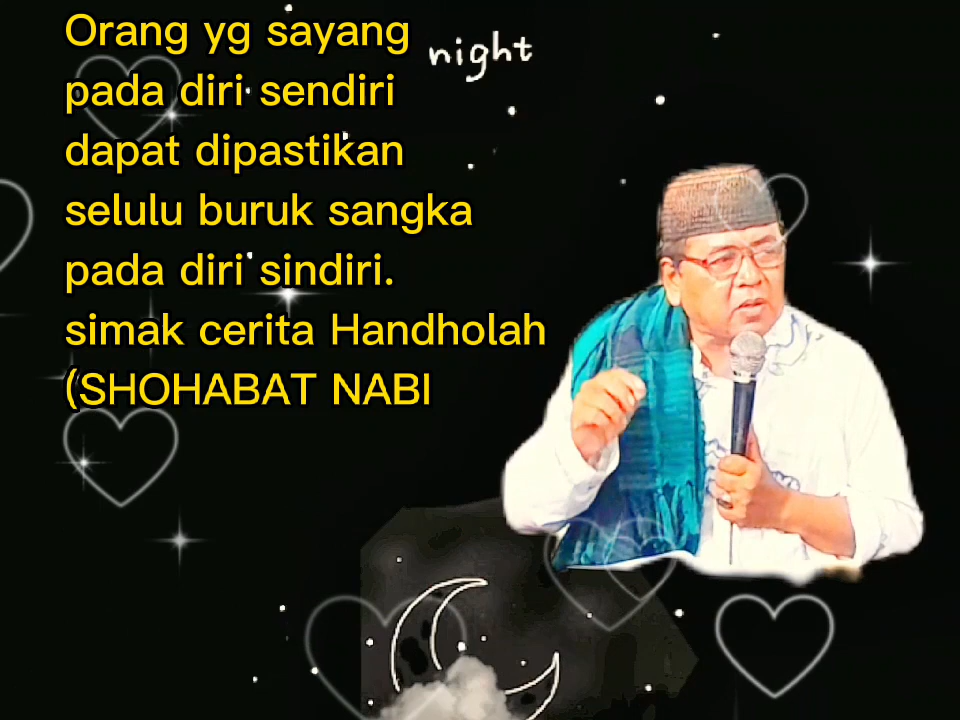 Orang yg sayang
night
pada diri sendiri
dapat dipastikan
selulu buruk sangka
pada diri sindiri.
simak cerita Handholah
(SHOHABAT NABI